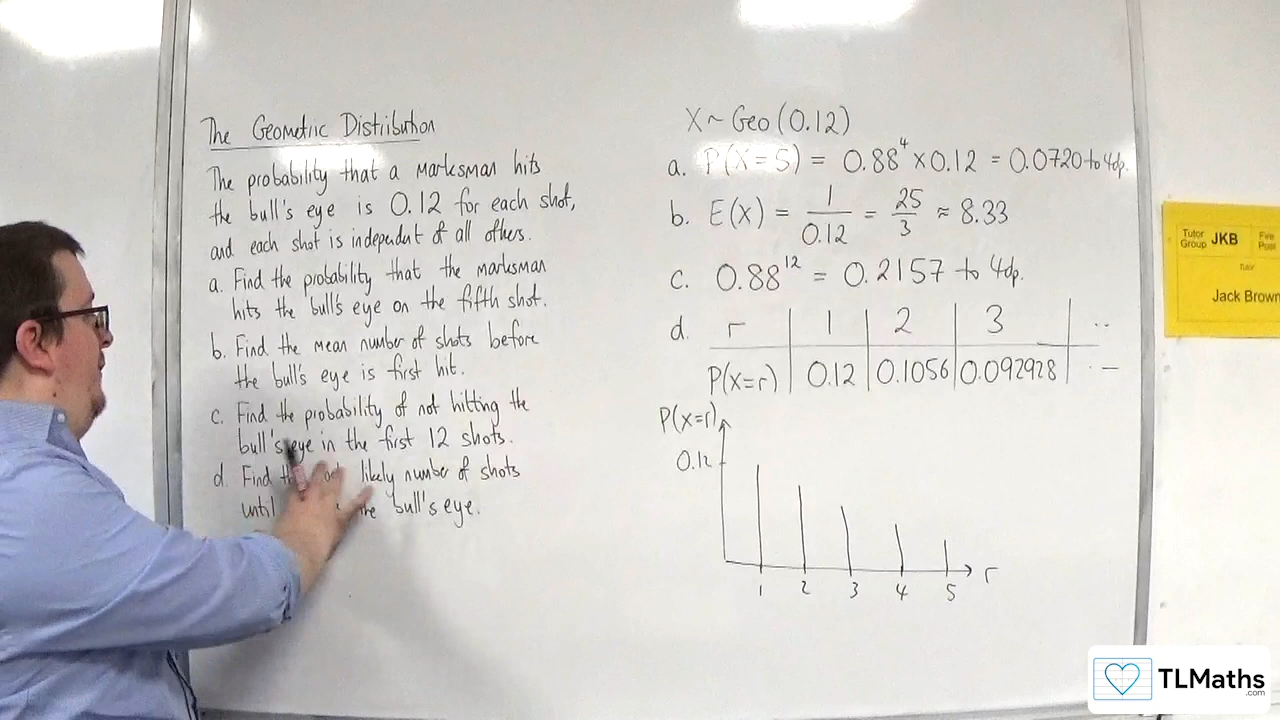 The Geometric Distribution
The probability that a marksman hits
the bull's eye is 0.12 for each shot,
and each shot is independent of all others.
a. Find the probability that the marksman
hits the bull's eye on the fifth shot.
b. Find the mean number of shots before
the bull's eye is first hit.
c. Find the probability of not hitting the
bull's eye in the first 12 shots.
d. Find likely number of shots
until the bull's eye.
X ~ Geo (0.12)
a. P(X=5) = 0.88⁴ × 0.12 = 0.0720 to 4dp.
b. E(X) = 1/0.12 = 25/3 ≈ 8.33
c. 0.88¹² = 0.2157 to 4dp.
d. r 1 2 3 ..
P(X=r) 0.12 0.1056 0.092928 ..
P(X=r)
0.12
1 2 3 4 5 r
Tutor Group JKB
Jack Brown
TLMaths
.com